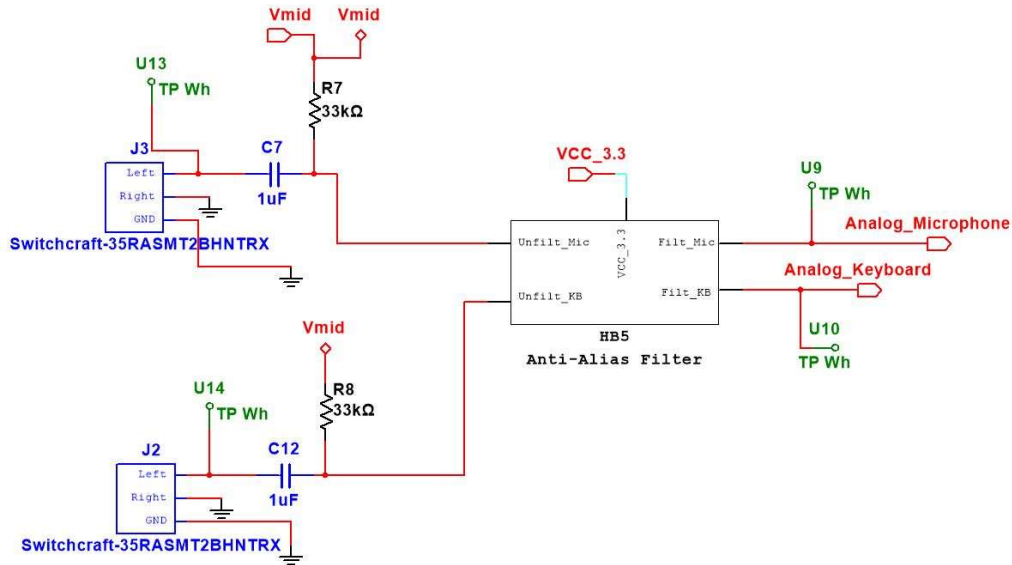 Vmid
Vmid
U13
TP Wh
R7
33kΩ
J3
Left
Right
GND
C7
1uF
Switchcraft-35RASMT2BHNTRX
VCC_3.3
U9
TP Wh
Analog_Microphone
Unfilt_Mic
VCC_3.3
Filt_Mic
Analog_Keyboard
Unfilt_KB
Filt_KB
U10
TP Wh
HB5
Anti-Alias Filter
Vmid
U14
TP Wh
R8
33kΩ
J2
Left
Right
GND
C12
1uF
Switchcraft-35RASMT2BHNTRX